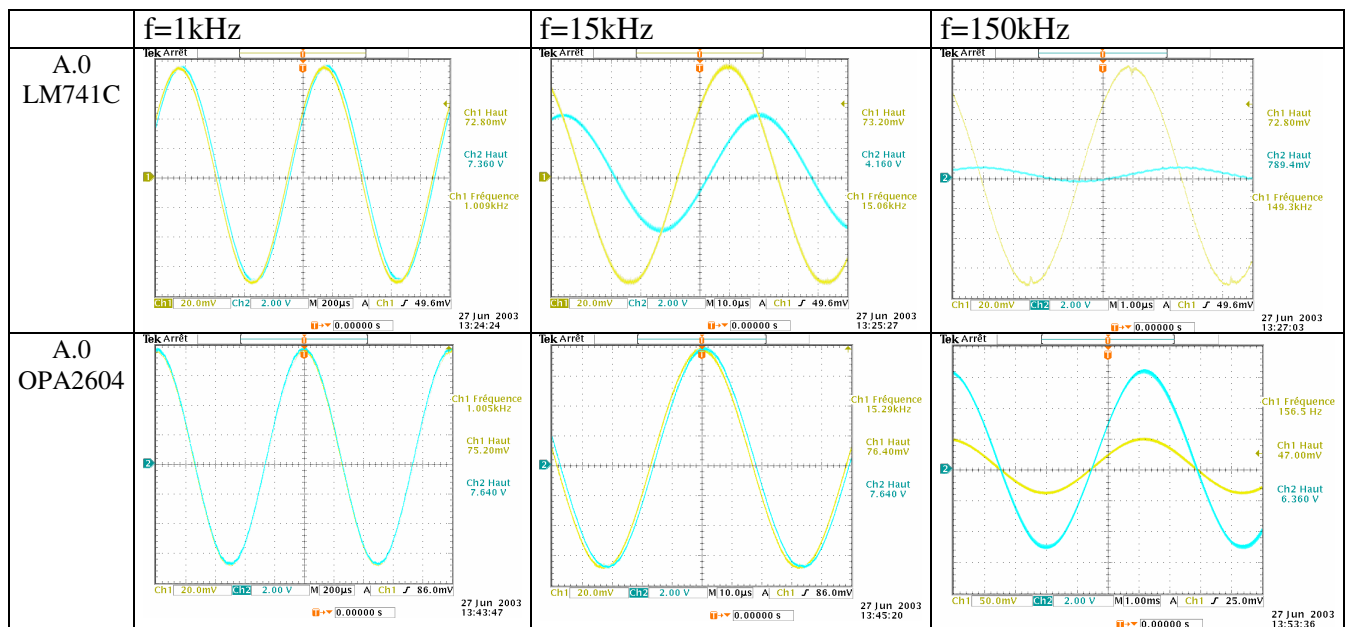 f=1kHz
f=15kHz
f=150kHz
A.0
LM741C
Tek Arrêt
T
T
1
Ch1 Haut
72.80mV
Ch2 Haut
7.360 V
Ch1 Fréquence
1.009kHz
Ch1 20.0mV Ch2 2.00 V M 200µs A Ch1 49.6mV
T 0.00000 s
27 Jun 2003
13:24:24
Tek Arrêt
T
T
1
Ch1 Haut
73.20mV
Ch2 Haut
4.160 V
Ch1 Fréquence
15.06kHz
Ch1 20.0mV Ch2 2.00 V M 10.0µs A Ch1 49.6mV
T 0.00000 s
27 Jun 2003
13:25:27
Tek Arrêt
T
T
2
Ch1 Haut
72.80mV
Ch2 Haut
789.4mV
Ch1 Fréquence
149.3kHz
Ch1 20.0mV Ch2 2.00 V M 1.00µs A Ch1 49.6mV
T 0.00000 s
27 Jun 2003
13:27:03
A.0
OPA2604
Tek Arrêt
T
T
2
Ch1 Fréquence
1.005kHz
Ch1 Haut
75.20mV
Ch2 Haut
7.640 V
Ch1 20.0mV Ch2 2.00 V M 200µs A Ch1 86.0mV
T 0.00000 s
27 Jun 2003
13:43:47
Tek Arrêt
T
T
2
Ch1 Fréquence
15.29kHz
Ch1 Haut
76.40mV
Ch2 Haut
7.640 V
Ch1 20.0mV Ch2 2.00 V M 10.0µs A Ch1 86.0mV
T 0.00000 s
27 Jun 2003
13:45:20
Tek Arrêt
T
T
2
Ch1 Fréquence
156.5 Hz
Ch1 Haut
47.00mV
Ch2 Haut
6.360 V
Ch1 50.0mV Ch2 2.00 V M 1.00ms A Ch1 25.0mV
T 0.00000 s
27 Jun 2003
13:53:36